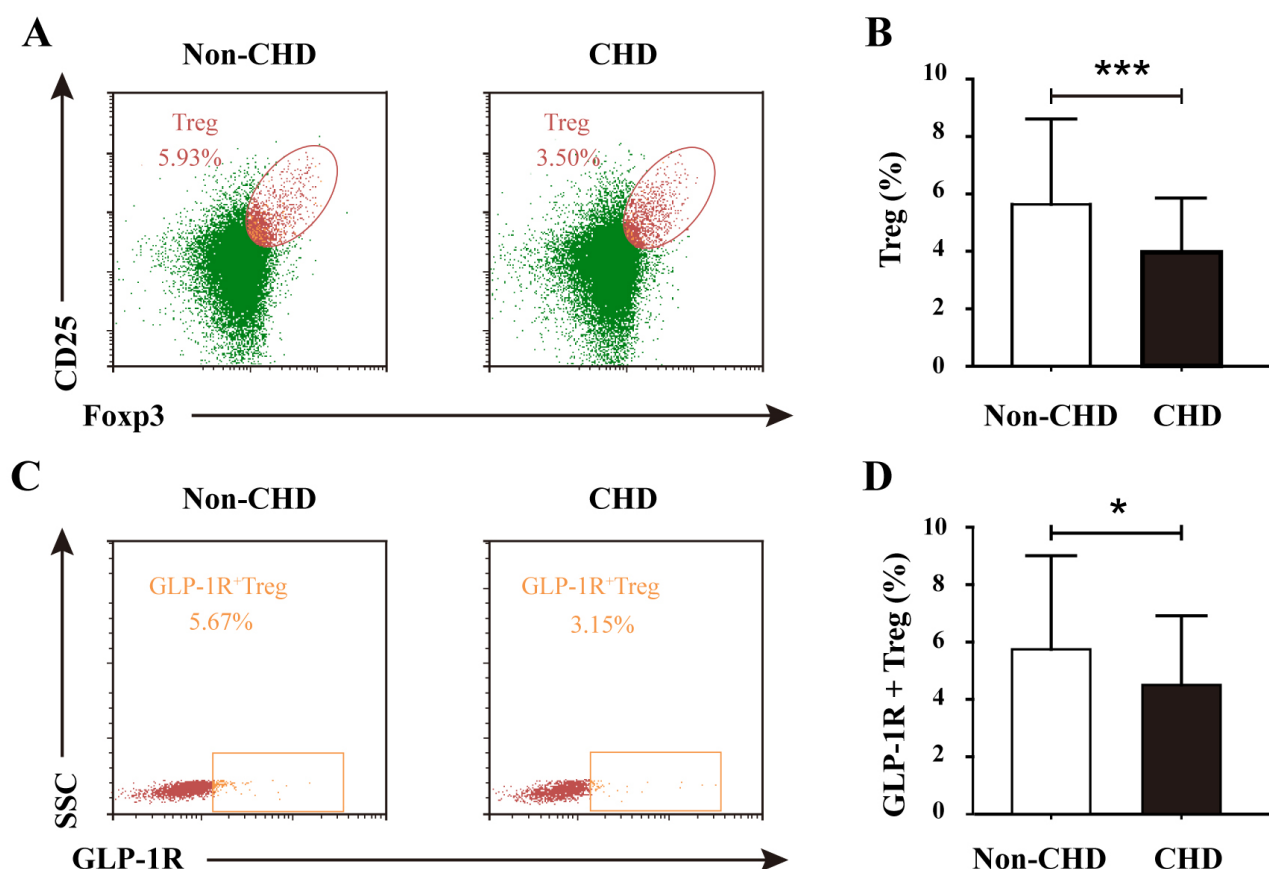 A
Non-CHD
CHD
Treg
5.93%
Treg
3.50%
CD25
Foxp3
B
***
10
8
6
4
2
0
Treg (%)
Non-CHD
CHD
C
Non-CHD
CHD
GLP-1R⁺Treg
5.67%
GLP-1R⁺Treg
3.15%
SSC
GLP-1R
D
*
10
8
6
4
2
0
GLP-1R + Treg (%)
Non-CHD
CHD